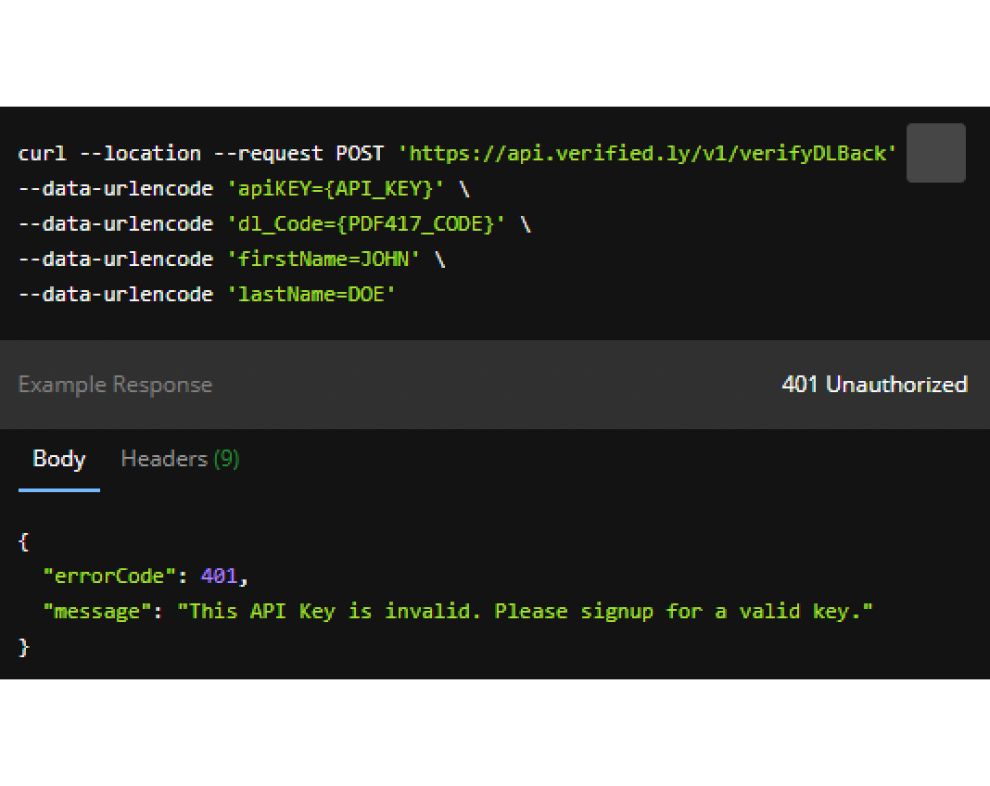 curl --location --request POST 'https://api.verified.ly/v1/verifyDLBack'
--data-urlencode 'apiKEY={API_KEY}' \
--data-urlencode 'dl_Code={PDF417_CODE}' \
--data-urlencode 'firstName=JOHN' \
--data-urlencode 'lastName=DOE'
Example Response 401 Unauthorized
Body Headers (9)
{
"errorCode": 401,
"message": "This API Key is invalid. Please signup for a valid key."
}